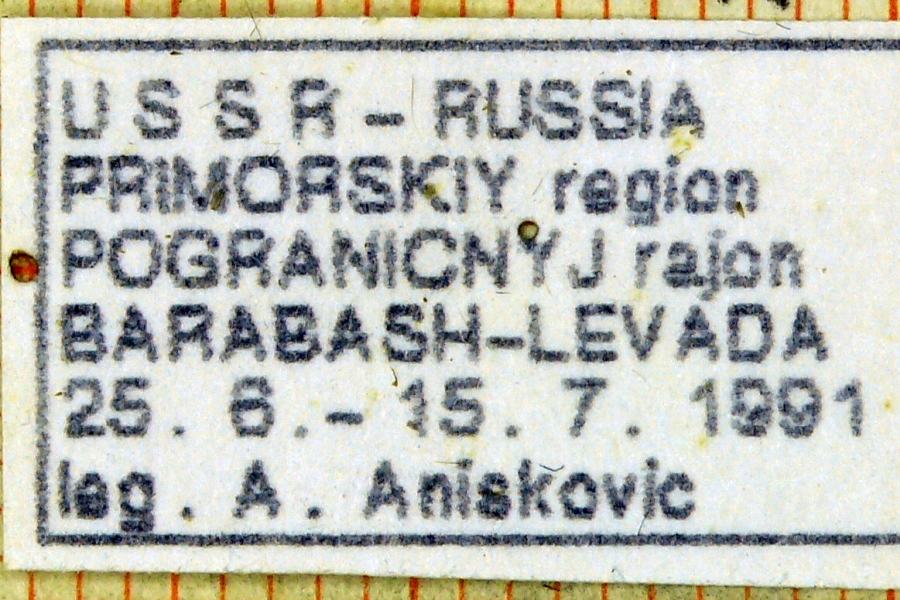 U S S R - RUSSIA
PRIMORSKIY region
POGRANICNYJ rajon
BARABASH-LEVADA
25. 6.- 15. 7. 1991
leg. A. Aniskovic